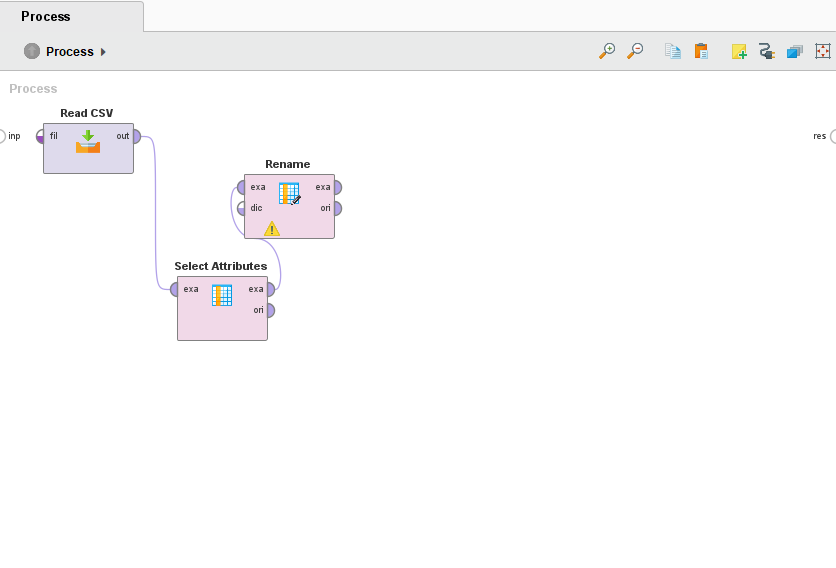 Process
Process
Process
Read CSV
inp
fil
out
res
Rename
exa
exa
dic
ori
Select Attributes
exa
exa
ori